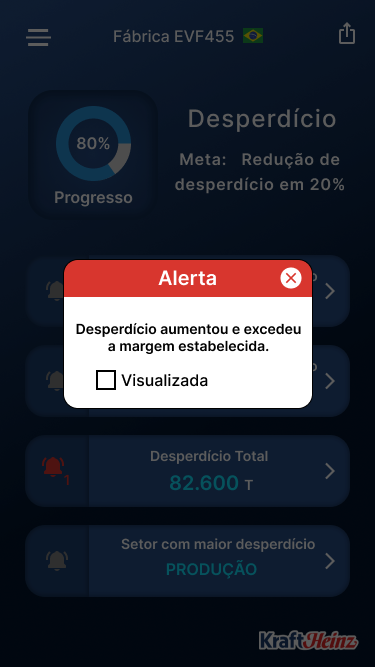 Fábrica EVF455
80%
Progresso
Desperdício
Meta: Redução de
desperdício em 20%
Alerta
Desperdício aumentou e excedeu
a margem estabelecida.
Visualizada
1
Desperdício Total
82.600 T
Setor com maior desperdício
PRODUÇÃO
KraftHeinz